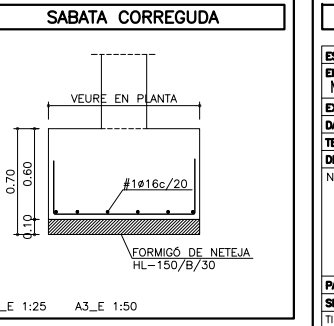 SABATA CORREGUDA
VEURE EN PLANTA
0.70
0.60
0.10
#1ø16c/20
FORMIGÓ DE NETEJA
HL-150/B/30
_E 1:25 A3_E 1:50